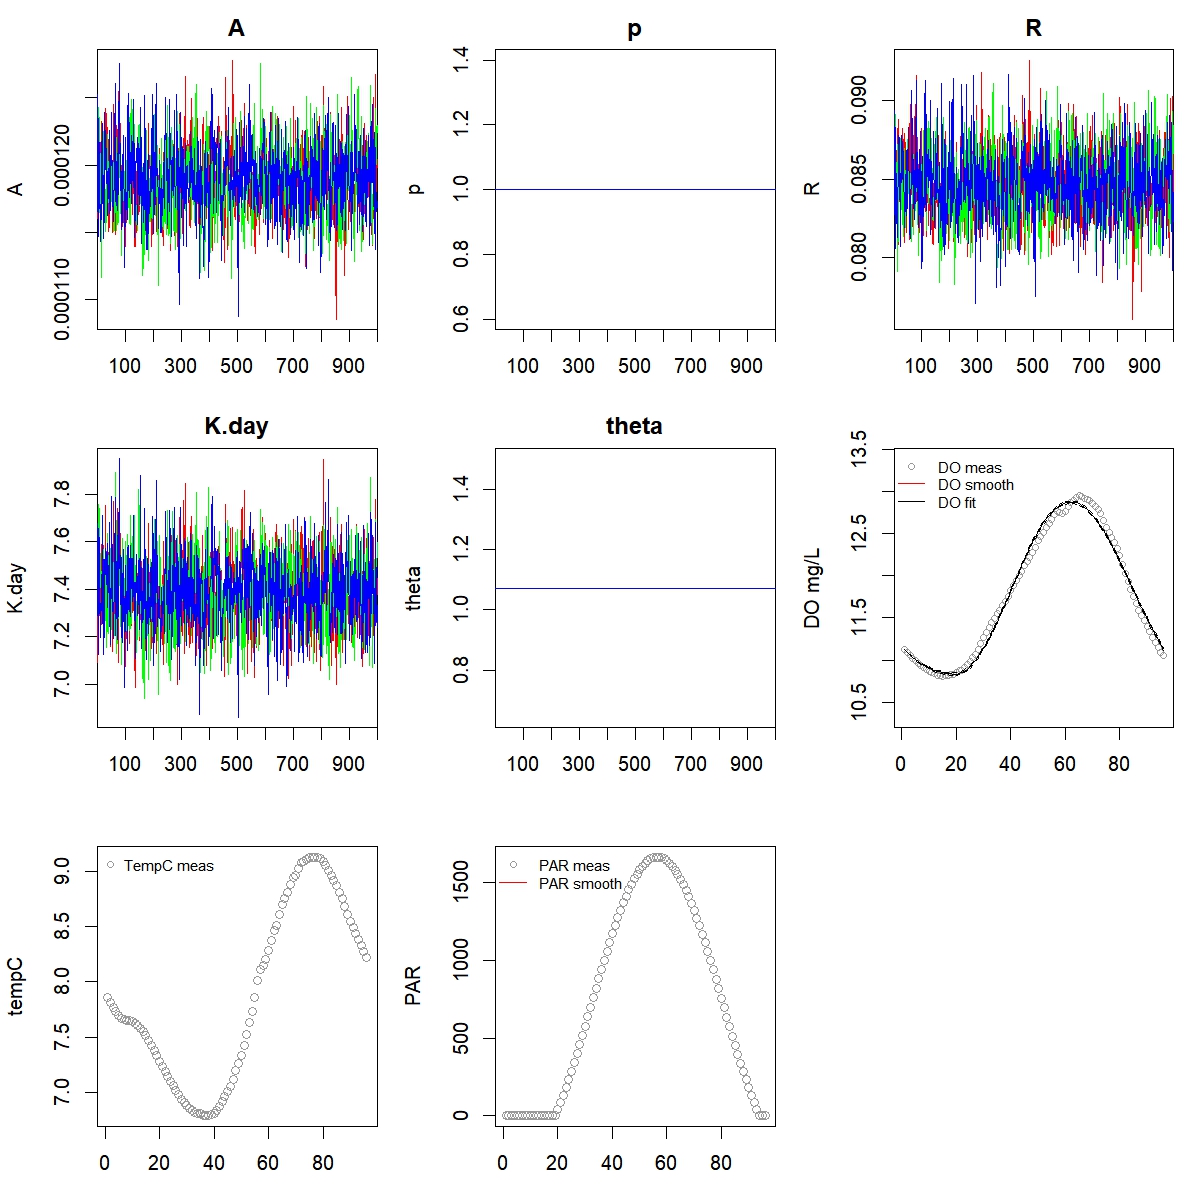 A
A
0.000110
0.000120
100 300 500 700 900
p
p
0.6 0.8 1.0 1.2 1.4
100 300 500 700 900
R
R
0.080 0.085 0.090
100 300 500 700 900
K.day
K.day
7.0 7.2 7.4 7.6 7.8
100 300 500 700 900
theta
theta
0.8 1.0 1.2 1.4
100 300 500 700 900
DO mg/L
10.5 11.5 12.5 13.5
DO meas
DO smooth
DO fit
0 20 40 60 80
tempC
7.0 7.5 8.0 8.5 9.0
TempC meas
0 20 40 60 80
PAR
0 500 1000 1500
PAR meas
PAR smooth
0 20 40 60 80